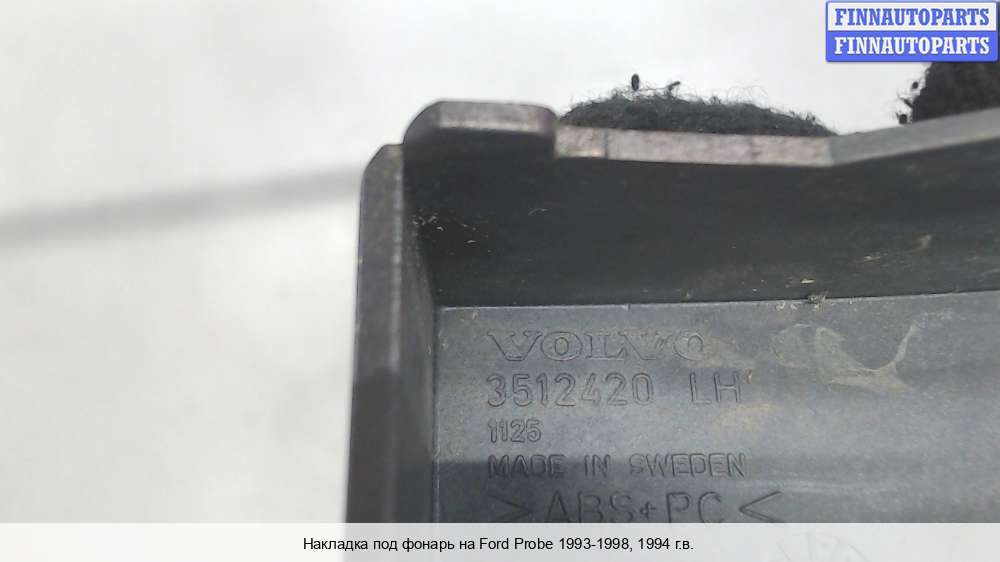 FINNAUTOPARTS
FINNAUTOPARTS
VOLVO
3512420 LH
1125
MADE IN SWEDEN
>ABS+PC<
Накладка под фонарь на Ford Probe 1993-1998, 1994 г.в.